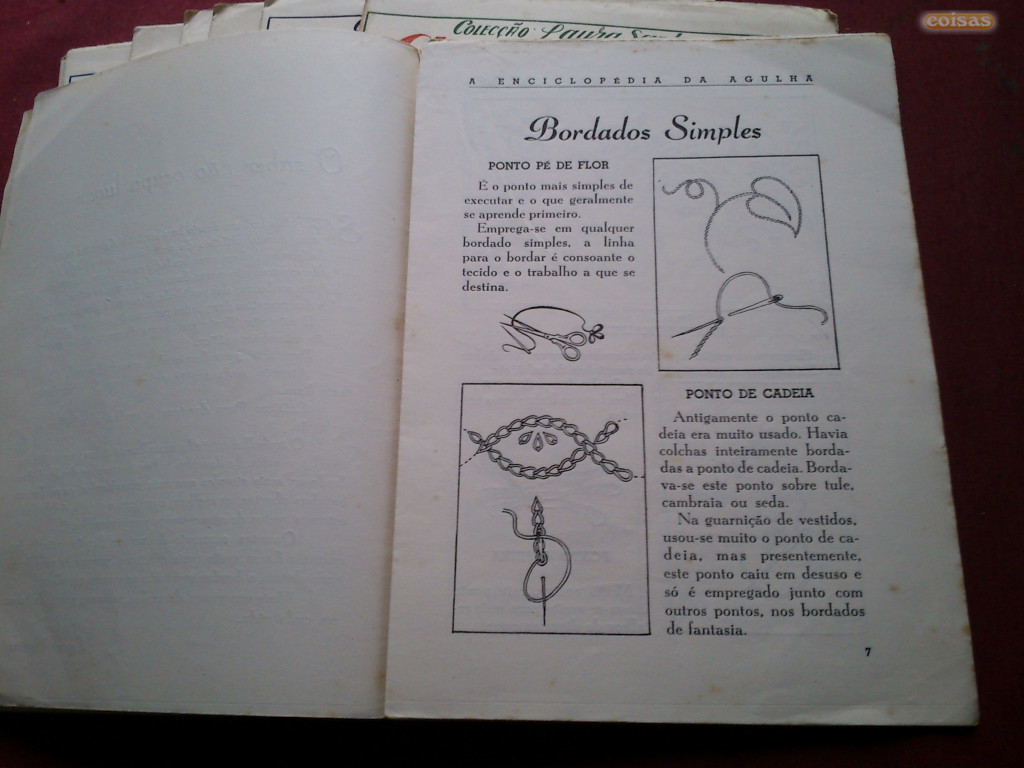 coisas
COLECÇÃO Laura
A ENCICLOPÉDIA DA AGULHA
Bordados Simples
PONTO PÉ DE FLOR
É o ponto mais simples de
executar e o que geralmente
se aprende primeiro.
Emprega-se em qualquer
bordado simples, a linha
para o bordar é consoante o
tecido e o trabalho a que se
destina.
PONTO DE CADEIA
Antigamente o ponto ca-
deia era muito usado. Havia
colchas inteiramente borda-
das a ponto de cadeia. Borda-
va-se este ponto sobre tule,
cambraia ou seda.
Na guarnição de vestidos,
usou-se muito o ponto de ca-
deia, mas presentemente,
este ponto caiu em desuso e
só é empregado junto com
outros pontos, nos bordados
de fantasia.
7